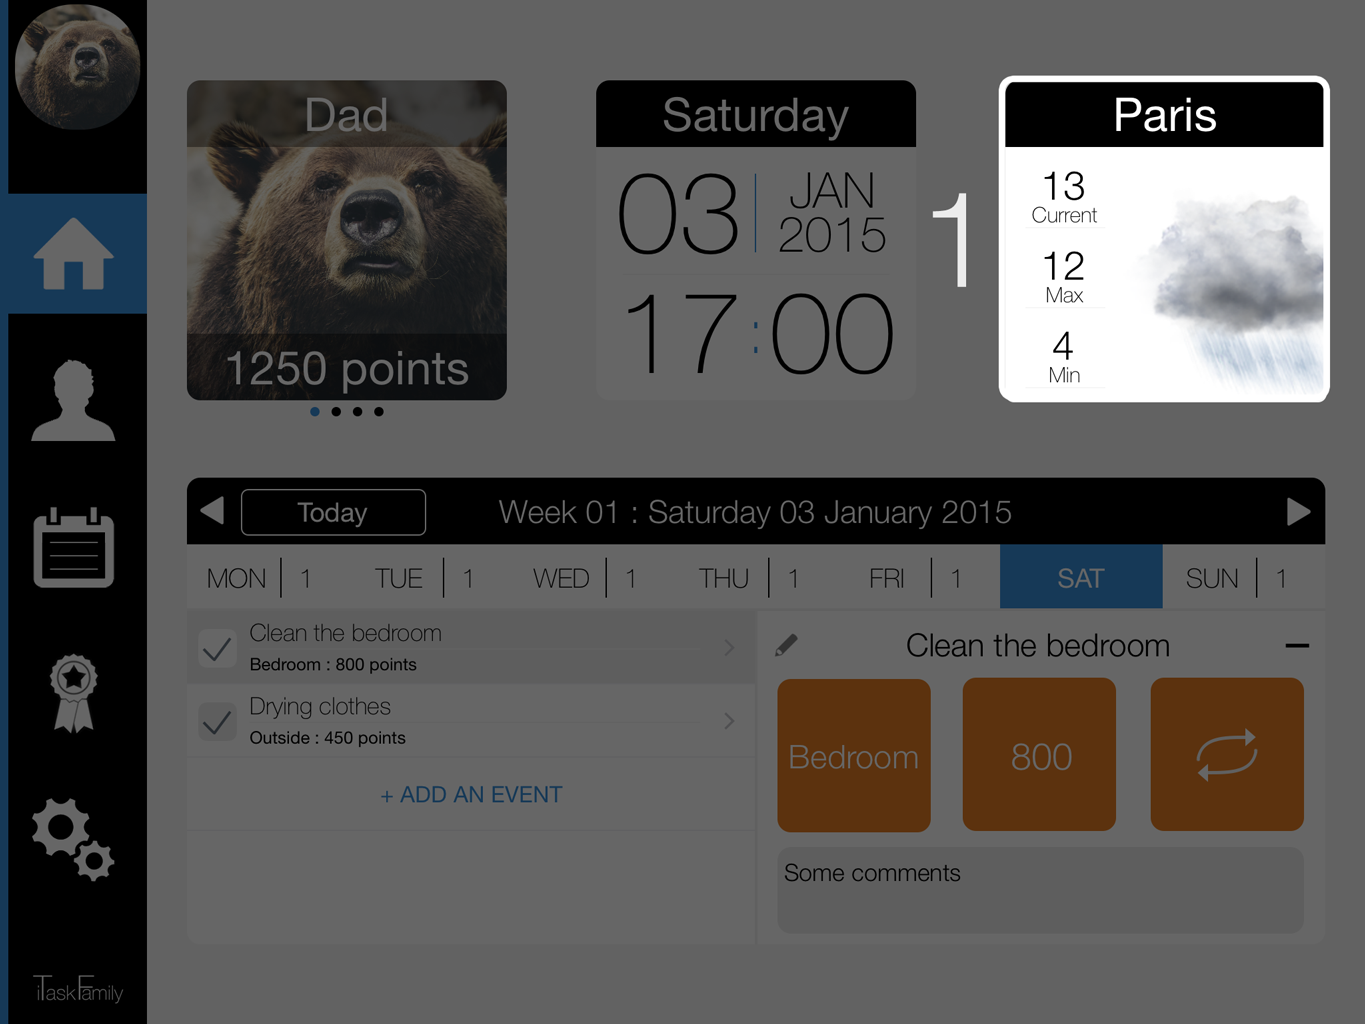 Dad
1250 points
Saturday
03 JAN
2015
17:00
1
Paris
13
Current
12
Max
4
Min
Today
Week 01 : Saturday 03 January 2015
MON 1 TUE 1 WED 1 THU 1 FRI 1 SAT SUN 1
Clean the bedroom
Bedroom : 800 points
Drying clothes
Outside : 450 points
+ ADD AN EVENT
Clean the bedroom
Bedroom
800
Some comments
iTaskFamily